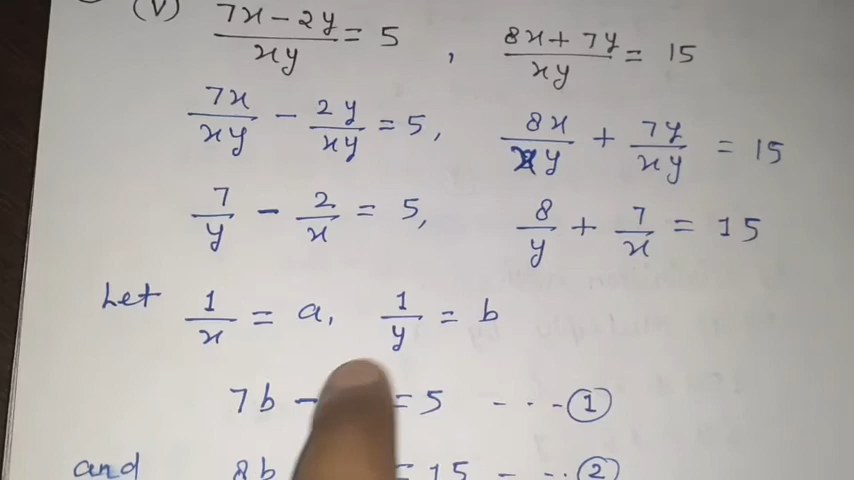 (V) (7x - 2y)/(xy) = 5 , (8x + 7y)/(xy) = 15
7x/(xy) - 2y/(xy) = 5, 8x/(xy) + 7y/(xy) = 15
7/y - 2/x = 5, 8/y + 7/x = 15
Let 1/x = a, 1/y = b
7b - = 5 - - - - (1)
and 8b = 15 - - - - (2)